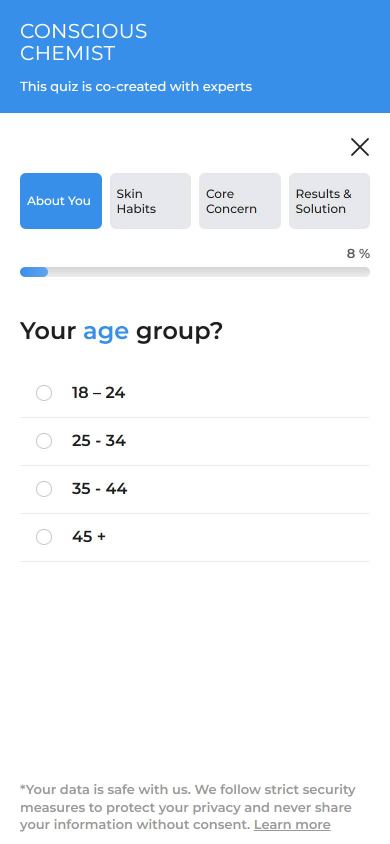 CONSCIOUS
CHEMIST
This quiz is co-created with experts
About You
Skin
Habits
Core
Concern
Results &
Solution
8 %
Your age group?
18 – 24
25 - 34
35 - 44
45 +
*Your data is safe with us. We follow strict security
measures to protect your privacy and never share
your information without consent. Learn more